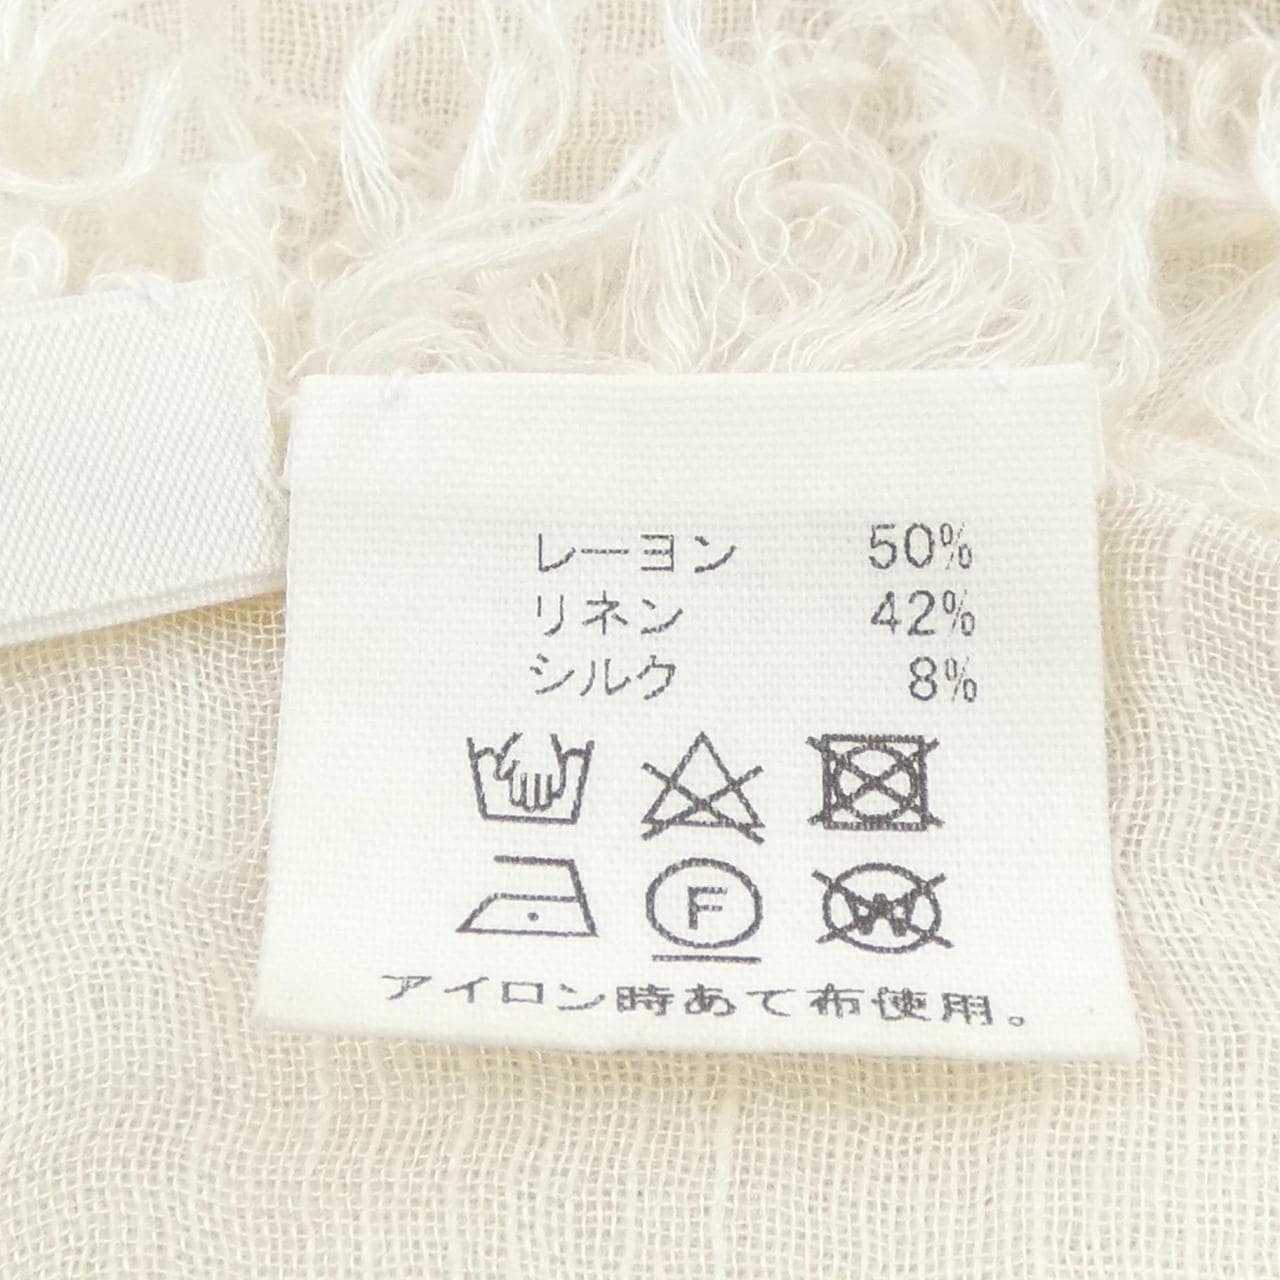 レーヨン 50%
リネン 42%
シルク 8%
F W
アイロン時あて布使用。